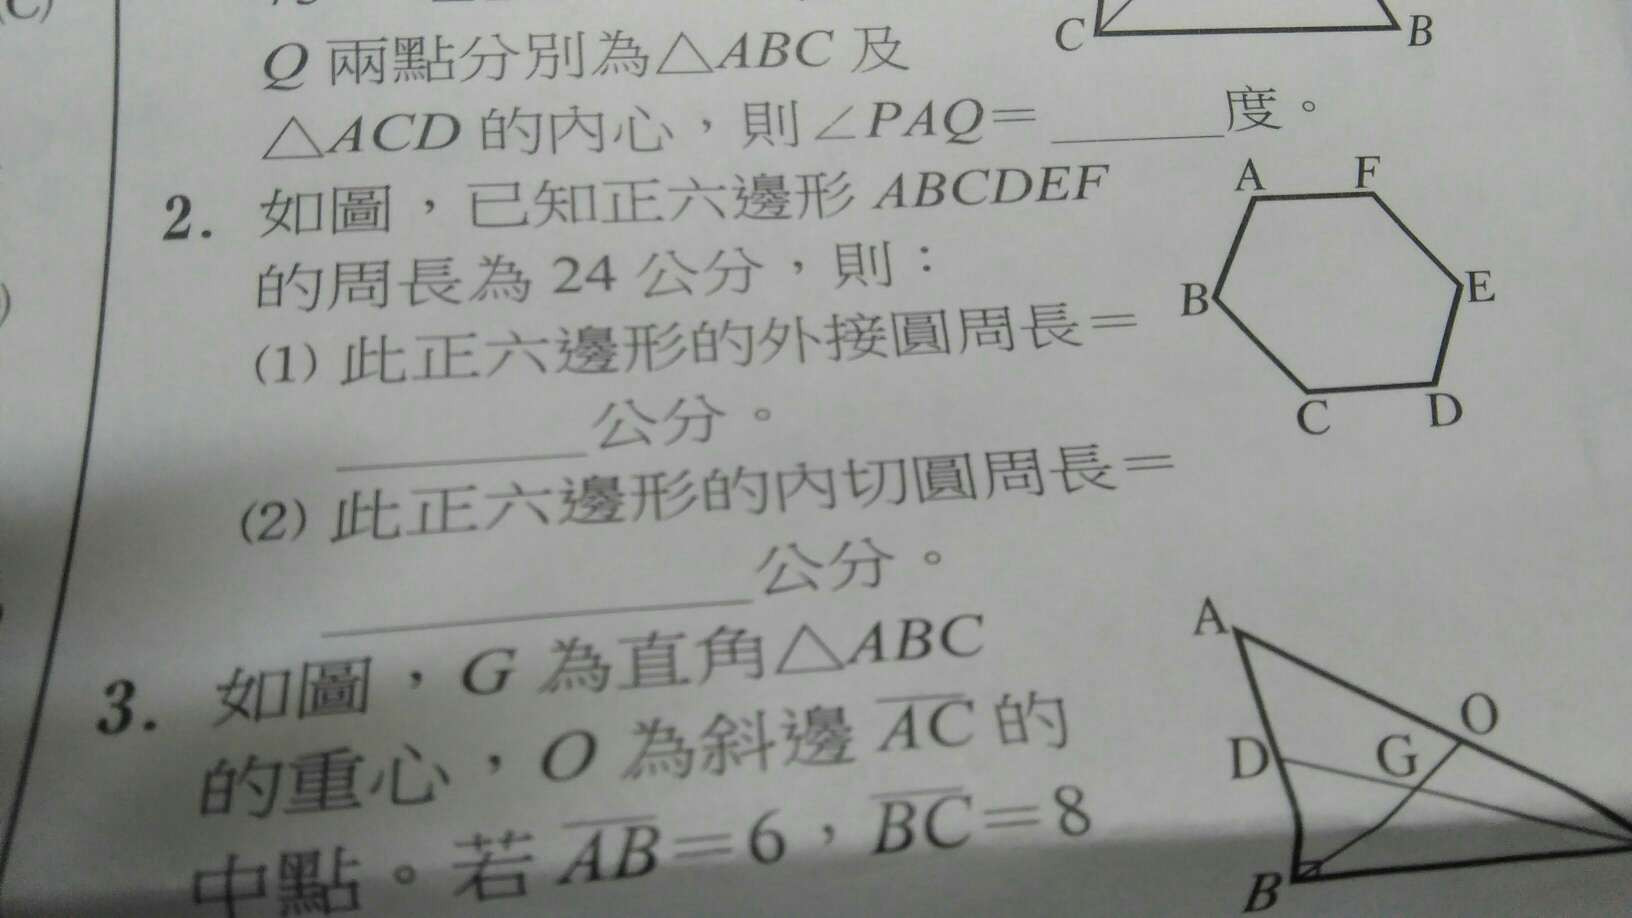 C B
Q 兩點分別為△ABC 及
△ACD 的內心,則∠PAQ=______度。
2. 如圖,已知正六邊形 ABCDEF
的周長為 24 公分,則:
(1) 此正六邊形的外接圓周長=
______公分。
(2) 此正六邊形的內切圓周長=
______公分。
A F
B E
C D
3. 如圖,G 為直角△ABC
的重心,O 為斜邊 AC 的
中點。若 AB=6,BC=8
A
O
D G
B